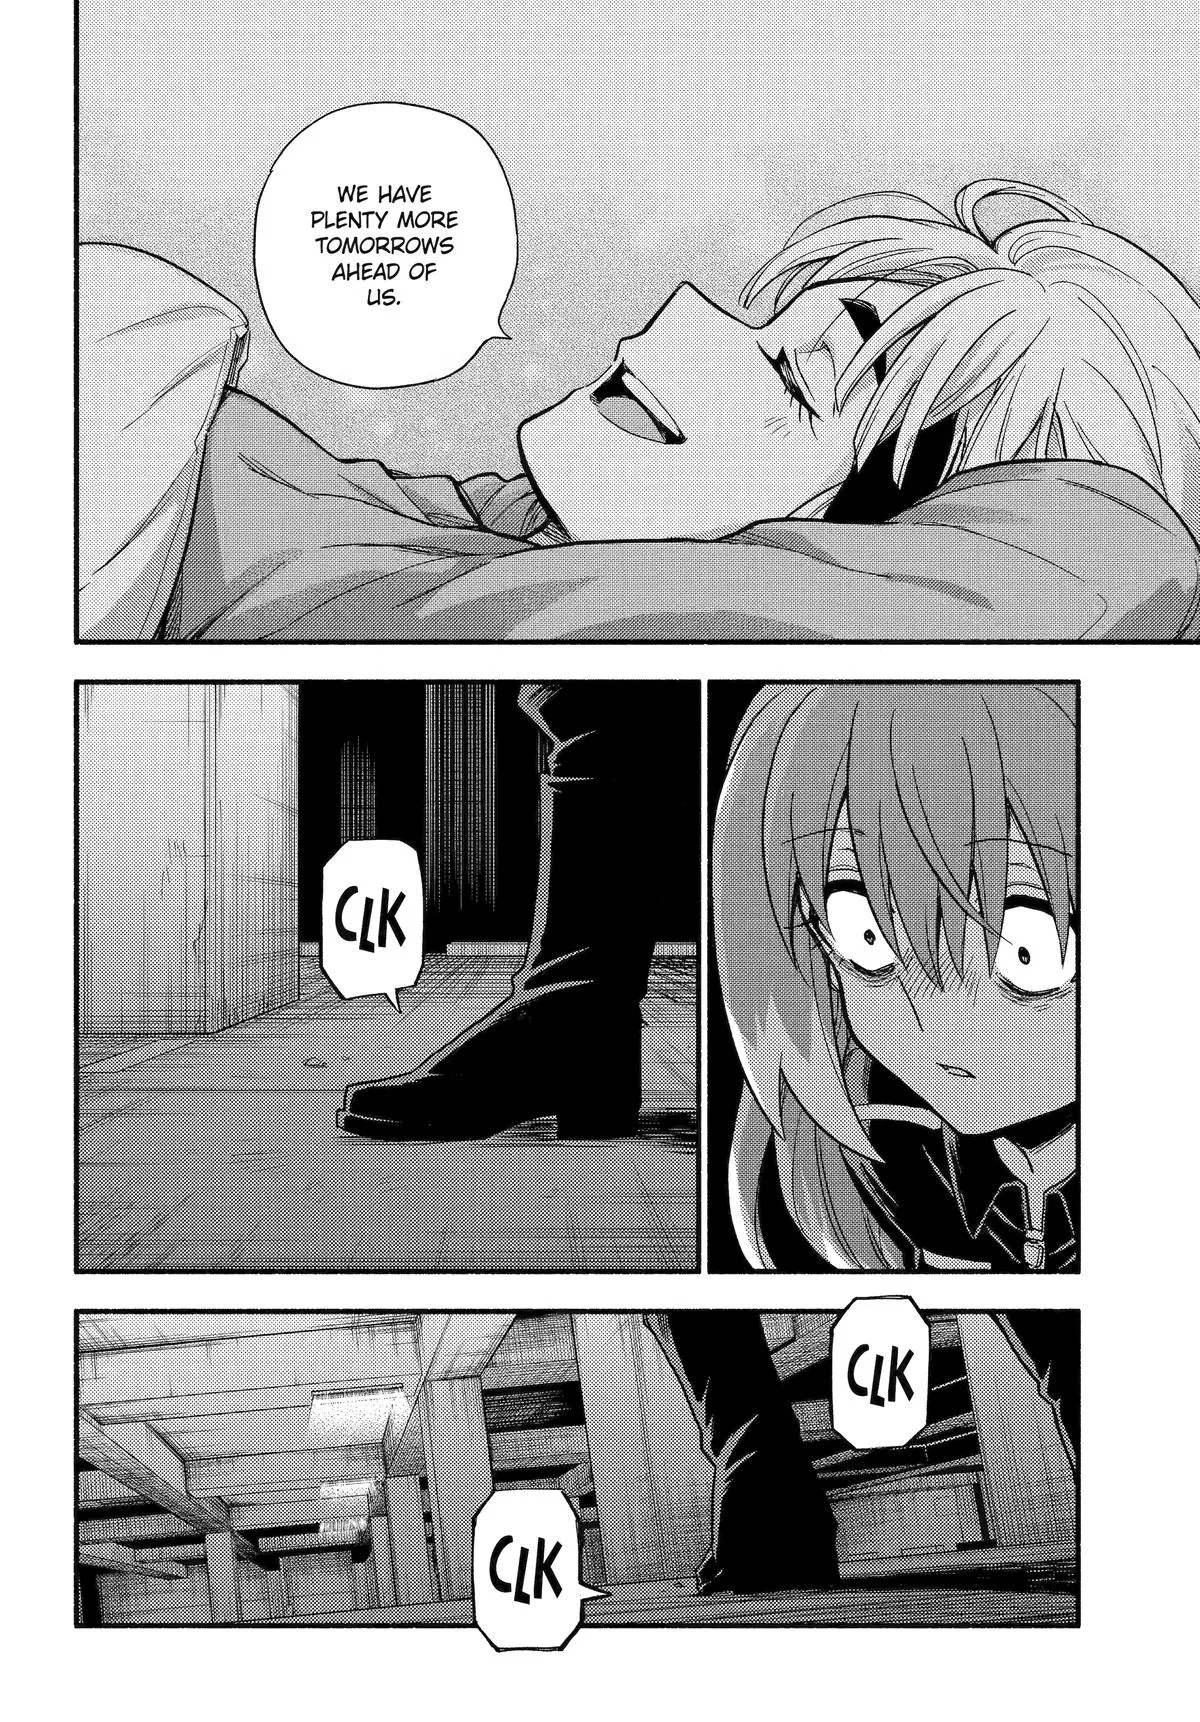 WE HAVE
PLENTY MORE
TOMORROWS
AHEAD OF
US.
CLK
CLK
CLK